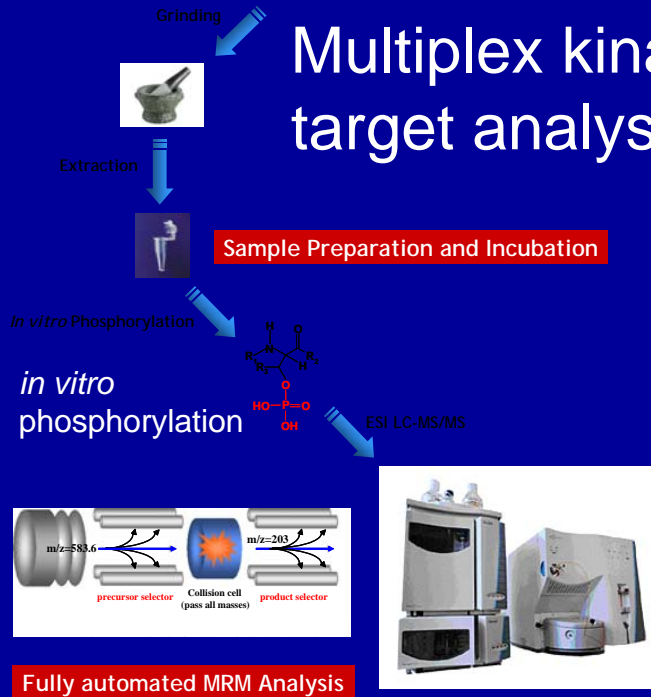 Grinding
Multiplex kina
target analys
Extraction
Sample Preparation and Incubation
In vitro Phosphorylation
in vitro
phosphorylation
H
O
N
H
O
HO P O
OH
ESI LC-MS/MS
m/z=583.6
m/z=203
precursor selector
Collision cell
(pass all masses)
product selector
Fully automated MRM Analysis